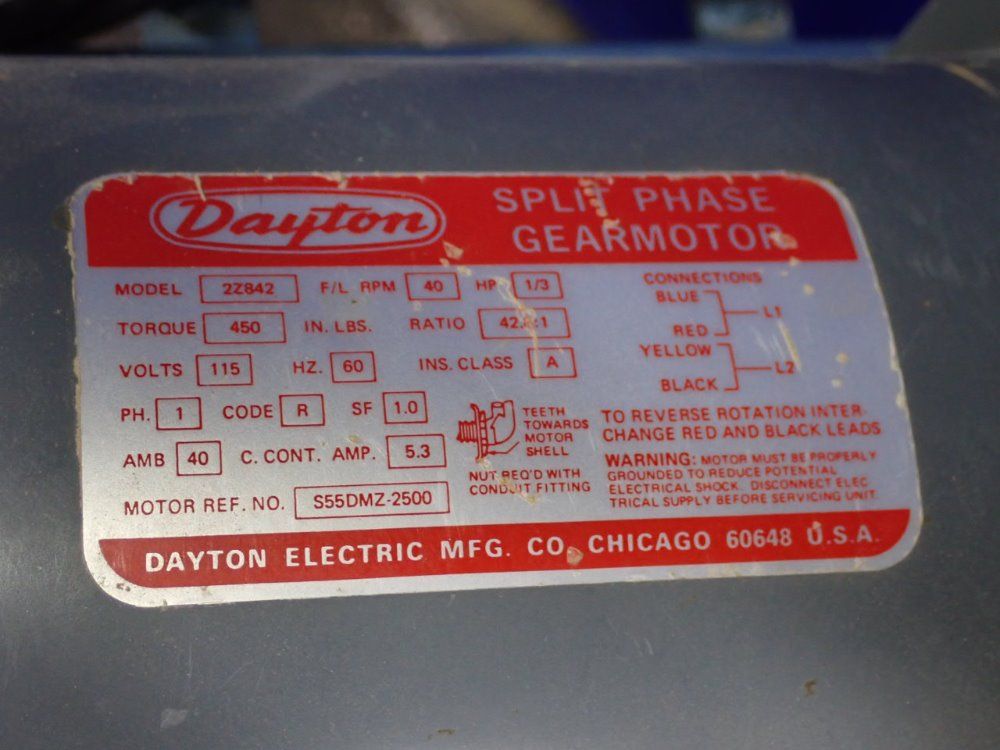 Dayton
SPLIT PHASE
GEARMOTOR
MODEL 2Z842 F/L RPM 40 HP 1/3
TORQUE 450 IN. LBS. RATIO
VOLTS 115 HZ. 60 INS. CLASS A
PH. 1 CODE R SF 1.0
AMB 40 C. CONT. AMP. 5.3
MOTOR REF. NO. S55DMZ-2500
TEETH
TOWARDS
MOTOR
SHELL
NUT REQ'D WITH
CONDUIT FITTING
CONNECTIONS
BLUE
RED
L1
YELLOW
BLACK
L2
TO REVERSE ROTATION INTER-
CHANGE RED AND BLACK LEADS
WARNING: MOTOR MUST BE PROPERLY
GROUNDED TO REDUCE POTENTIAL
ELECTRICAL SHOCK. DISCONNECT ELEC
TRICAL SUPPLY BEFORE SERVICING UNIT.
DAYTON ELECTRIC MFG. CO. CHICAGO 60648 U.S.A.